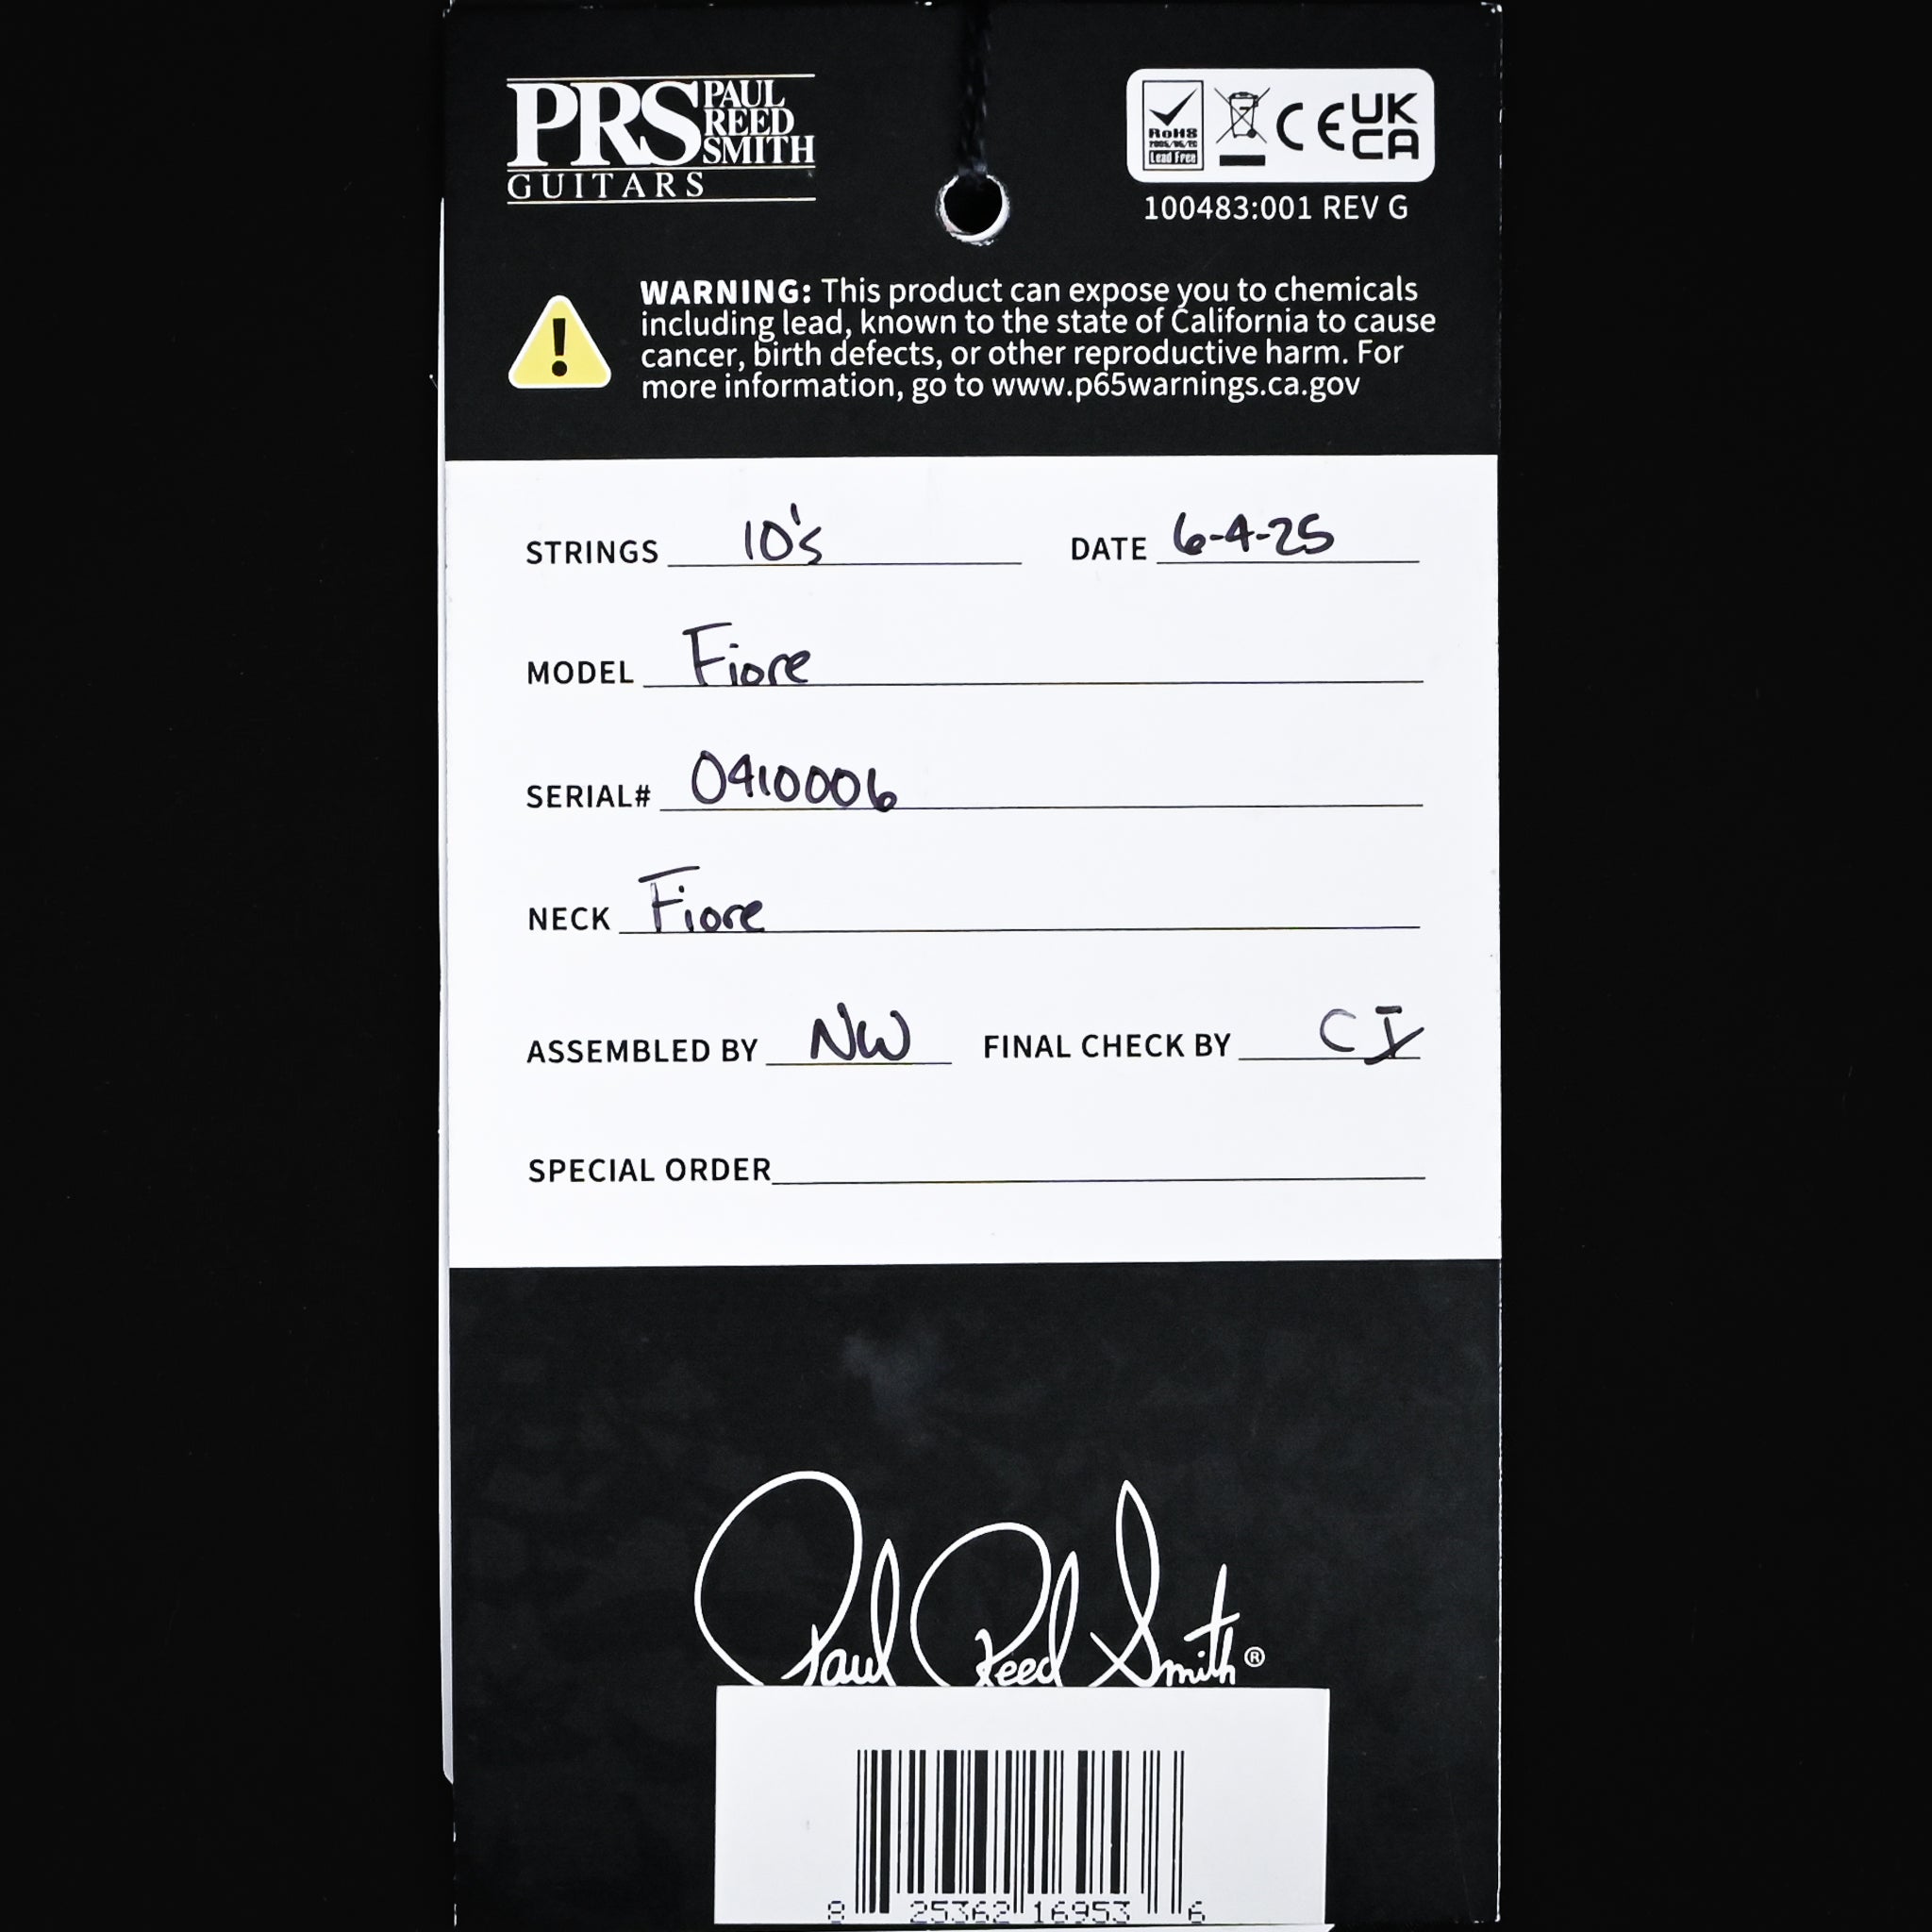 PRS PAUL REED SMITH
GUITARS
RoHS
2005/95/EC
Lead Free
CE UK CA
100483:001 REV G
WARNING: This product can expose you to chemicals
including lead, known to the state of California to cause
cancer, birth defects, or other reproductive harm. For
more information, go to www.p65warnings.ca.gov
STRINGS 10's DATE 6-4-25
MODEL Fiore
SERIAL# 0410006
NECK Fiore
ASSEMBLED BY NW FINAL CHECK BY CI
SPECIAL ORDER
Paul Reed Smith®
8 25362 16953 6